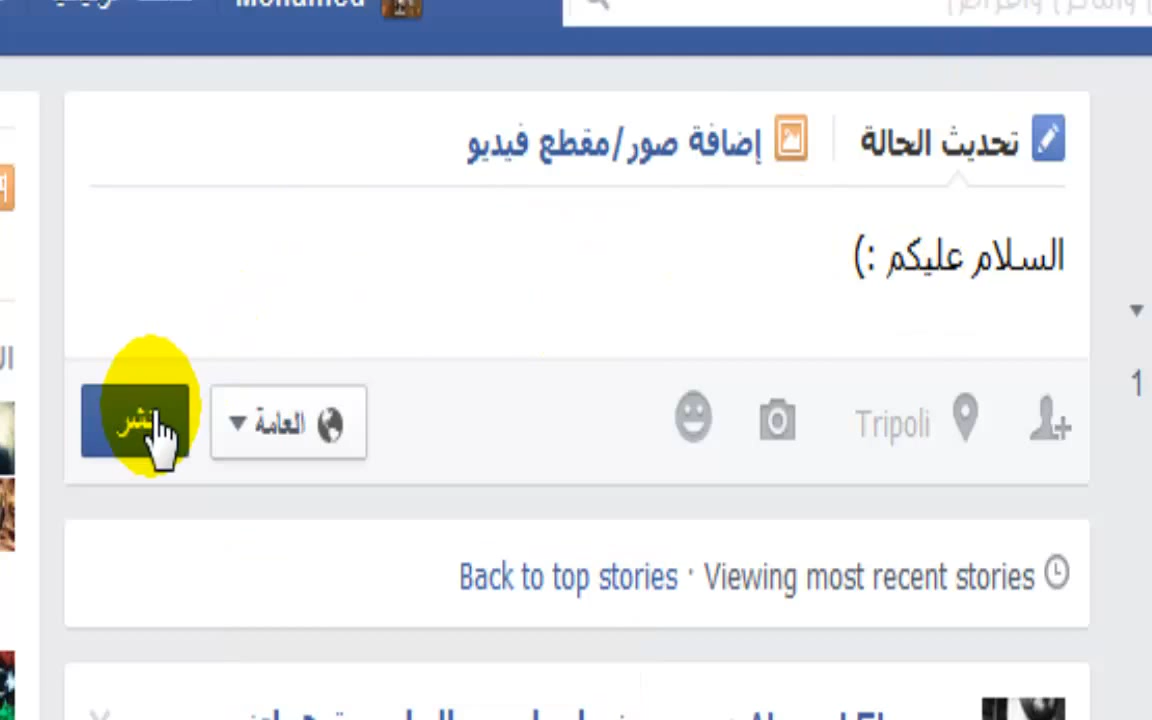 Mohamed
تحديث الحالة إضافة صور/مقطع فيديو
السلام عليكم :)
Tripoli العامة نشر
1
Back to top stories · Viewing most recent stories